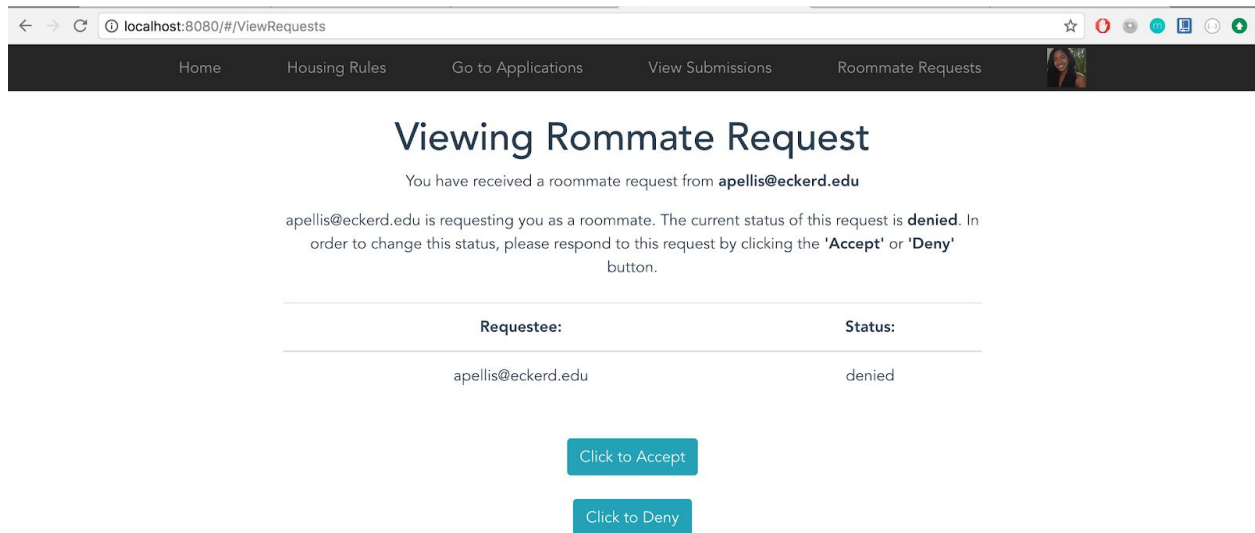 localhost:8080/#/ViewRequests
Home Housing Rules Go to Applications View Submissions Roommate Requests
Viewing Rommate Request
You have received a roommate request from apellis@eckerd.edu
apellis@eckerd.edu is requesting you as a roommate. The current status of this request is denied. In
order to change this status, please respond to this request by clicking the 'Accept' or 'Deny'
button.
Requestee: Status:
apellis@eckerd.edu denied
Click to Accept
Click to Deny